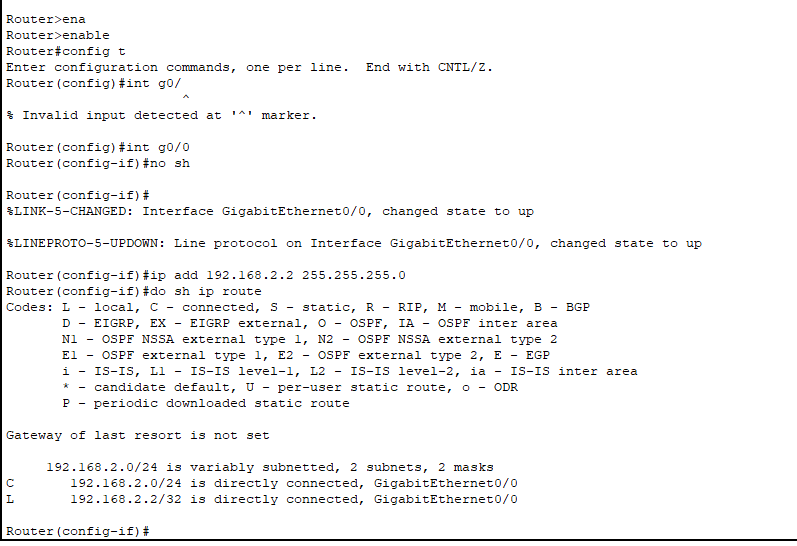 Router>ena
Router>enable
Router#config t
Enter configuration commands, one per line.  End with CNTL/Z.
Router(config)#int g0/
                      ^
% Invalid input detected at '^' marker.

Router(config)#int g0/0
Router(config-if)#no sh

Router(config-if)#
%LINK-5-CHANGED: Interface GigabitEthernet0/0, changed state to up

%LINEPROTO-5-UPDOWN: Line protocol on Interface GigabitEthernet0/0, changed state to up

Router(config-if)#ip add 192.168.2.2 255.255.255.0
Router(config-if)#do sh ip route
Codes: L - local, C - connected, S - static, R - RIP, M - mobile, B - BGP
       D - EIGRP, EX - EIGRP external, O - OSPF, IA - OSPF inter area
       N1 - OSPF NSSA external type 1, N2 - OSPF NSSA external type 2
       E1 - OSPF external type 1, E2 - OSPF external type 2, E - EGP
       i - IS-IS, L1 - IS-IS level-1, L2 - IS-IS level-2, ia - IS-IS inter area
       * - candidate default, U - per-user static route, o - ODR
       P - periodic downloaded static route

Gateway of last resort is not set

     192.168.2.0/24 is variably subnetted, 2 subnets, 2 masks
C       192.168.2.0/24 is directly connected, GigabitEthernet0/0
L       192.168.2.2/32 is directly connected, GigabitEthernet0/0

Router(config-if)#